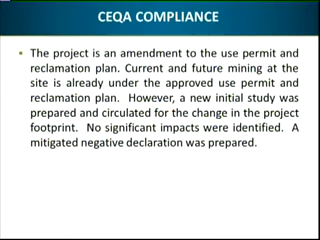 CEQA COMPLIANCE
• The project is an amendment to the use permit and
reclamation plan. Current and future mining at the
site is already under the approved use permit and
reclamation plan. However, a new initial study was
prepared and circulated for the change in the project
footprint. No significant impacts were identified. A
mitigated negative declaration was prepared.